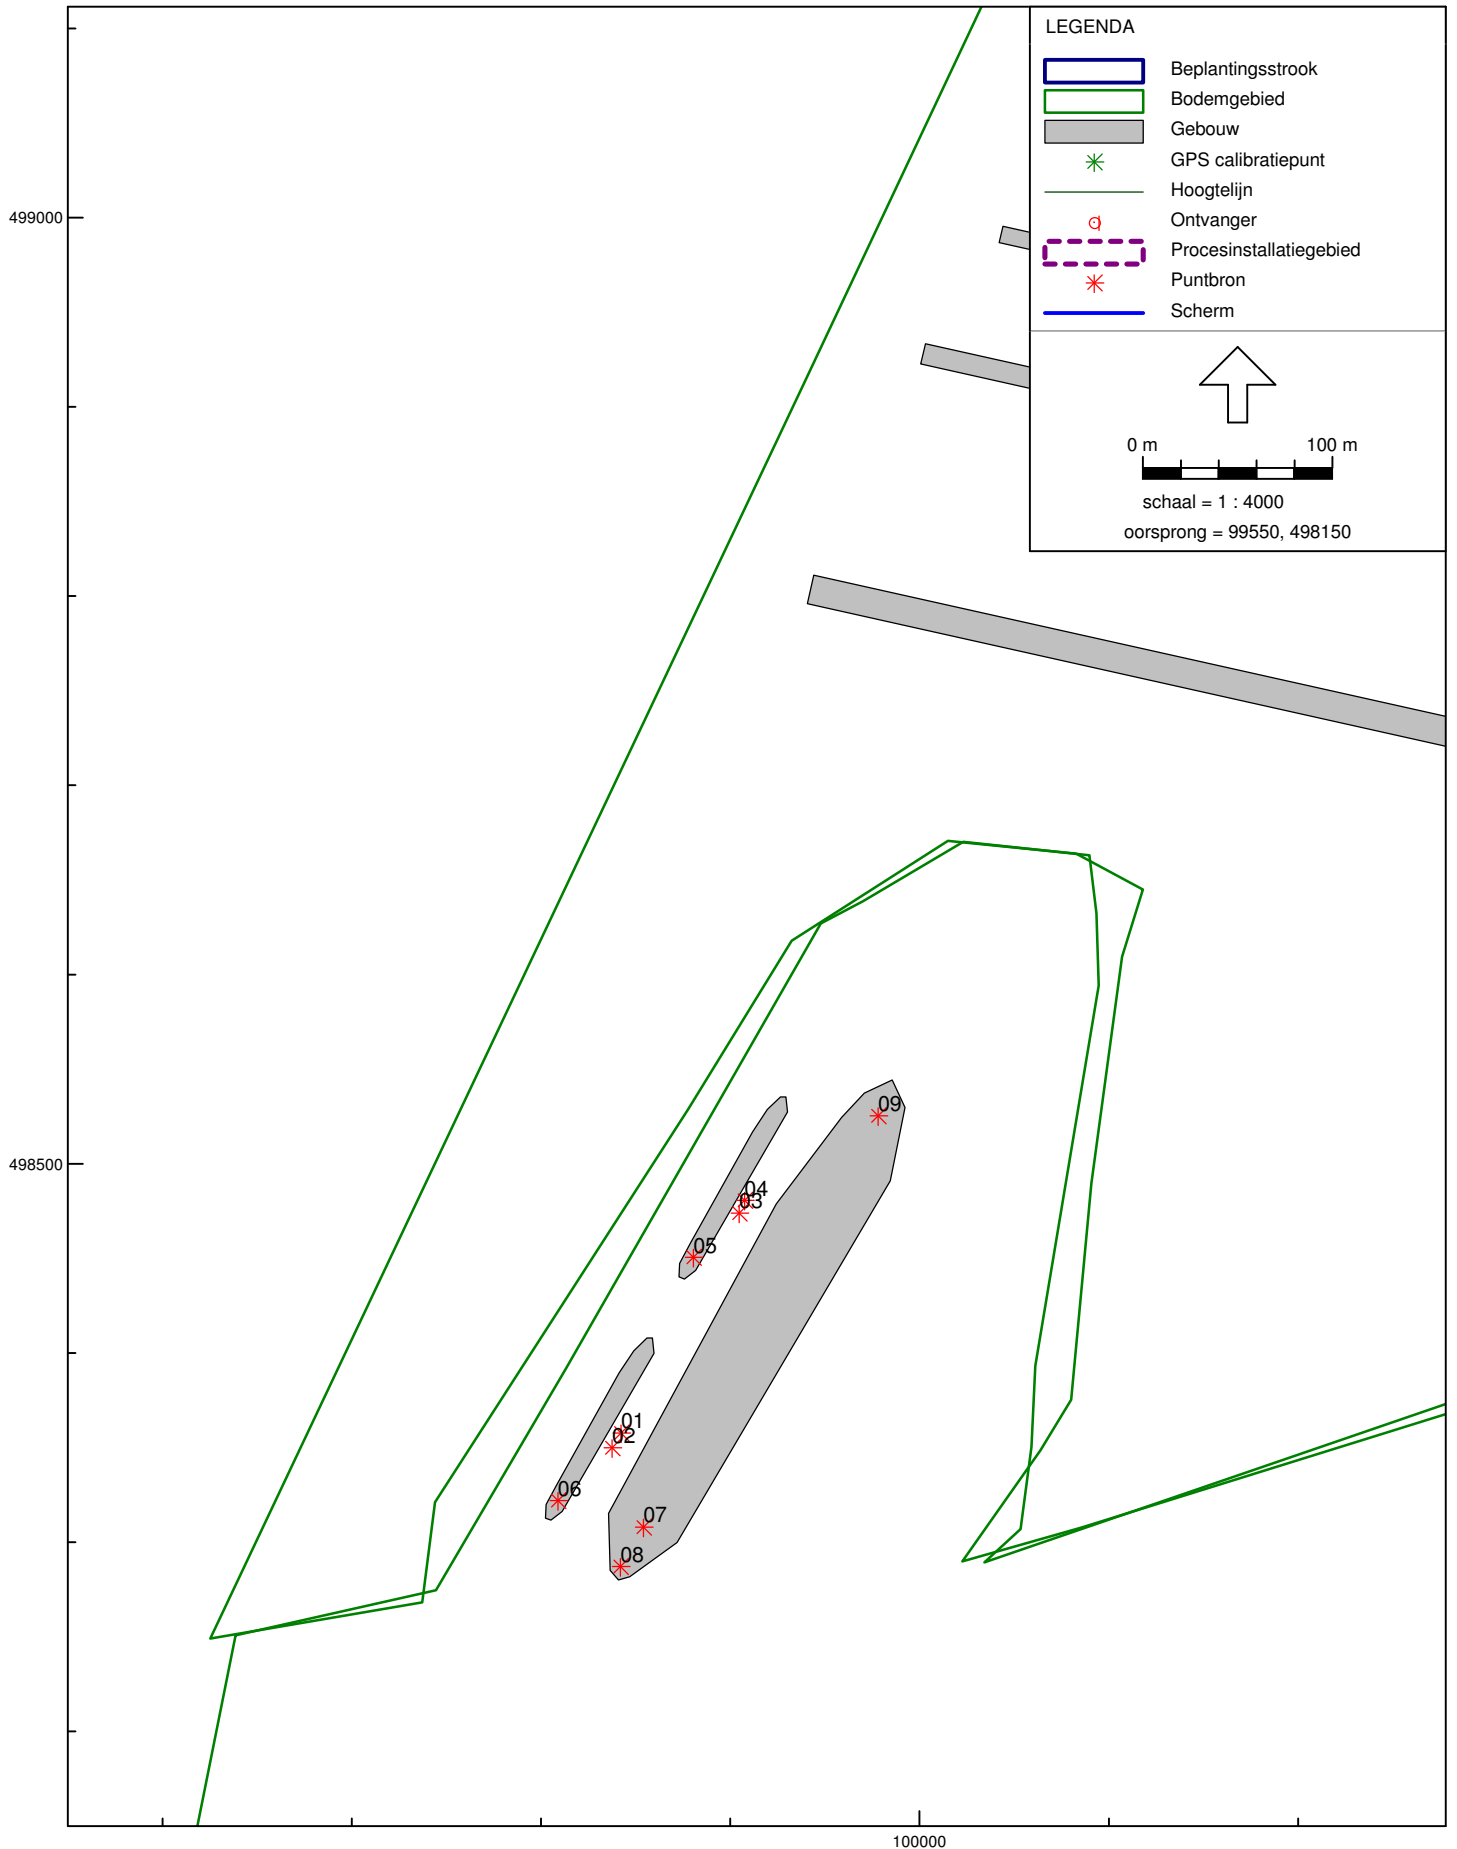 LEGENDA
Beplantingsstrook
Bodemgebied
Gebouw
GPS calibratiepunt
Hoogtelijn
Ontvanger
Procesinstallatiegebied
Puntbron
Scherm
0 m 100 m
schaal = 1 : 4000
oorsprong = 99550, 498150
499000
498500
09
04
03
05
01
02
06
07
08
100000